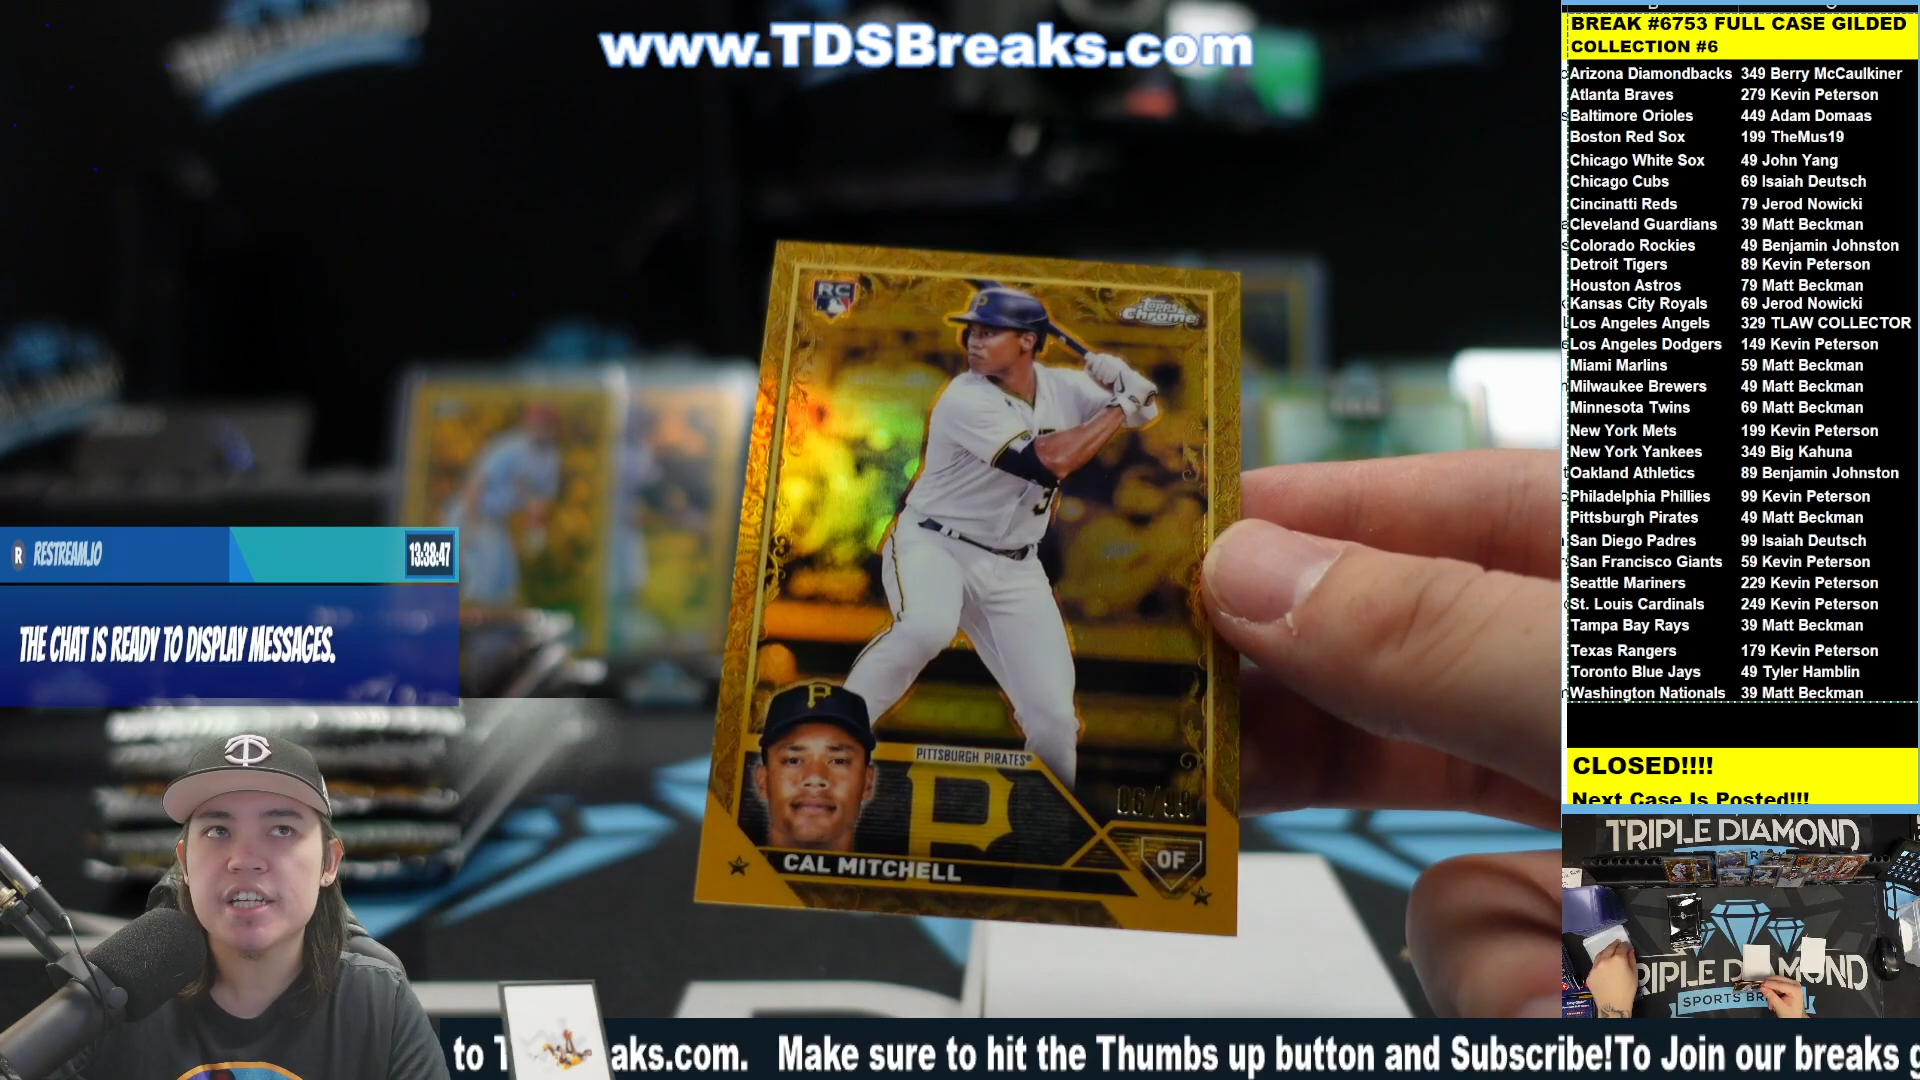 www.TDSBreaks.com
BREAK #6753 FULL CASE GILDED
COLLECTION #6
Arizona Diamondbacks 349 Berry McCaulkiner
Atlanta Braves 279 Kevin Peterson
Baltimore Orioles 449 Adam Domaas
Boston Red Sox 199 TheMus19
Chicago White Sox 49 John Yang
Chicago Cubs 69 Isaiah Deutsch
Cincinatti Reds 79 Jerod Nowicki
Cleveland Guardians 39 Matt Beckman
Colorado Rockies 49 Benjamin Johnston
Detroit Tigers 89 Kevin Peterson
Houston Astros 79 Matt Beckman
Kansas City Royals 69 Jerod Nowicki
Los Angeles Angels 329 TLAW COLLECTOR
Los Angeles Dodgers 149 Kevin Peterson
Miami Marlins 59 Matt Beckman
Milwaukee Brewers 49 Matt Beckman
Minnesota Twins 69 Matt Beckman
New York Mets 199 Kevin Peterson
New York Yankees 349 Big Kahuna
Oakland Athletics 89 Benjamin Johnston
Philadelphia Phillies 99 Kevin Peterson
Pittsburgh Pirates 49 Matt Beckman
San Diego Padres 99 Isaiah Deutsch
San Francisco Giants 59 Kevin Peterson
Seattle Mariners 229 Kevin Peterson
St. Louis Cardinals 249 Kevin Peterson
Tampa Bay Rays 39 Matt Beckman
Texas Rangers 179 Kevin Peterson
Toronto Blue Jays 49 Tyler Hamblin
Washington Nationals 39 Matt Beckman
CLOSED!!!!
Next Case Is Posted!!!
RC
Topps Chrome
P
PITTSBURGH PIRATES
P
06/99
CAL MITCHELL
OF
R RESTREAM.IO 13:38:47
THE CHAT IS READY TO DISPLAY MESSAGES.
TC
TRIPLE DIAMOND
RIPLE DIAMOND
SPORTS BR
to T aks.com. Make sure to hit the Thumbs up button and Subscribe!To Join our breaks g